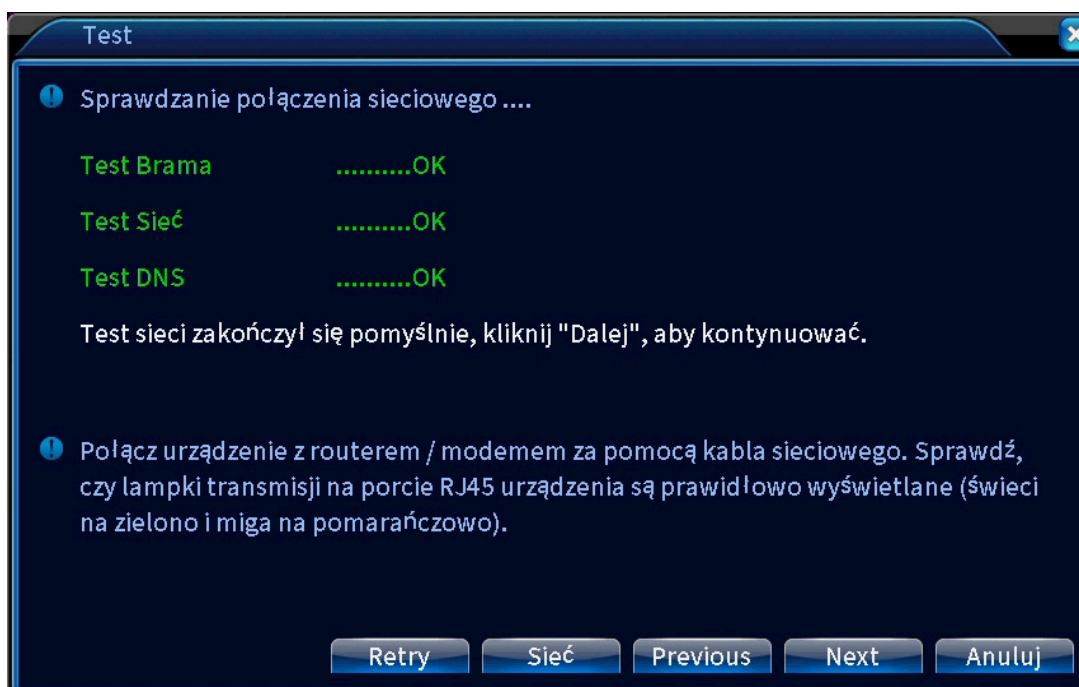 Test
Sprawdzanie połączenia sieciowego ....
Test Brama ..........OK
Test Sieć ..........OK
Test DNS ..........OK
Test sieci zakończył się pomyślnie, kliknij "Dalej", aby kontynuować.
Połącz urządzenie z routerem / modemem za pomocą kabla sieciowego. Sprawdź,
czy lampki transmisji na porcie RJ45 urządzenia są prawidłowo wyświetlane (świeci
na zielono i miga na pomarańczowo).
Retry Sieć Previous Next Anuluj